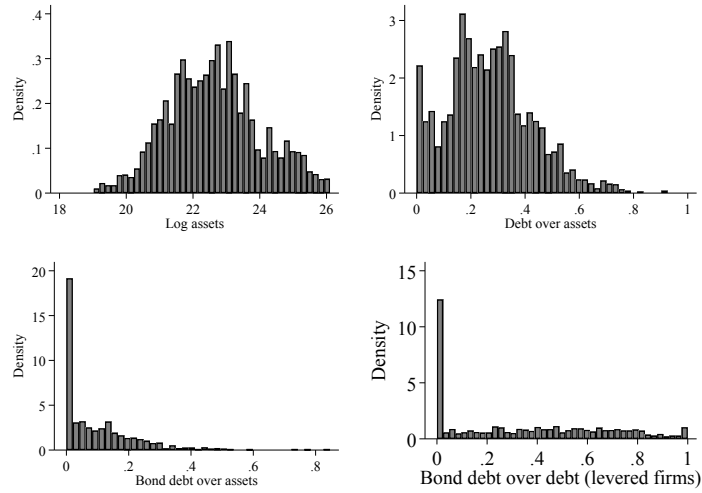 .4
.3
.2
.1
0
Density
18 20 22 24 26
Log assets
3
2
1
0
Density
0 .2 .4 .6 .8 1
Debt over assets
20
15
10
5
0
Density
0 .2 .4 .6 .8
Bond debt over assets
15
10
5
0
Density
0 .2 .4 .6 .8 1
Bond debt over debt (levered firms)